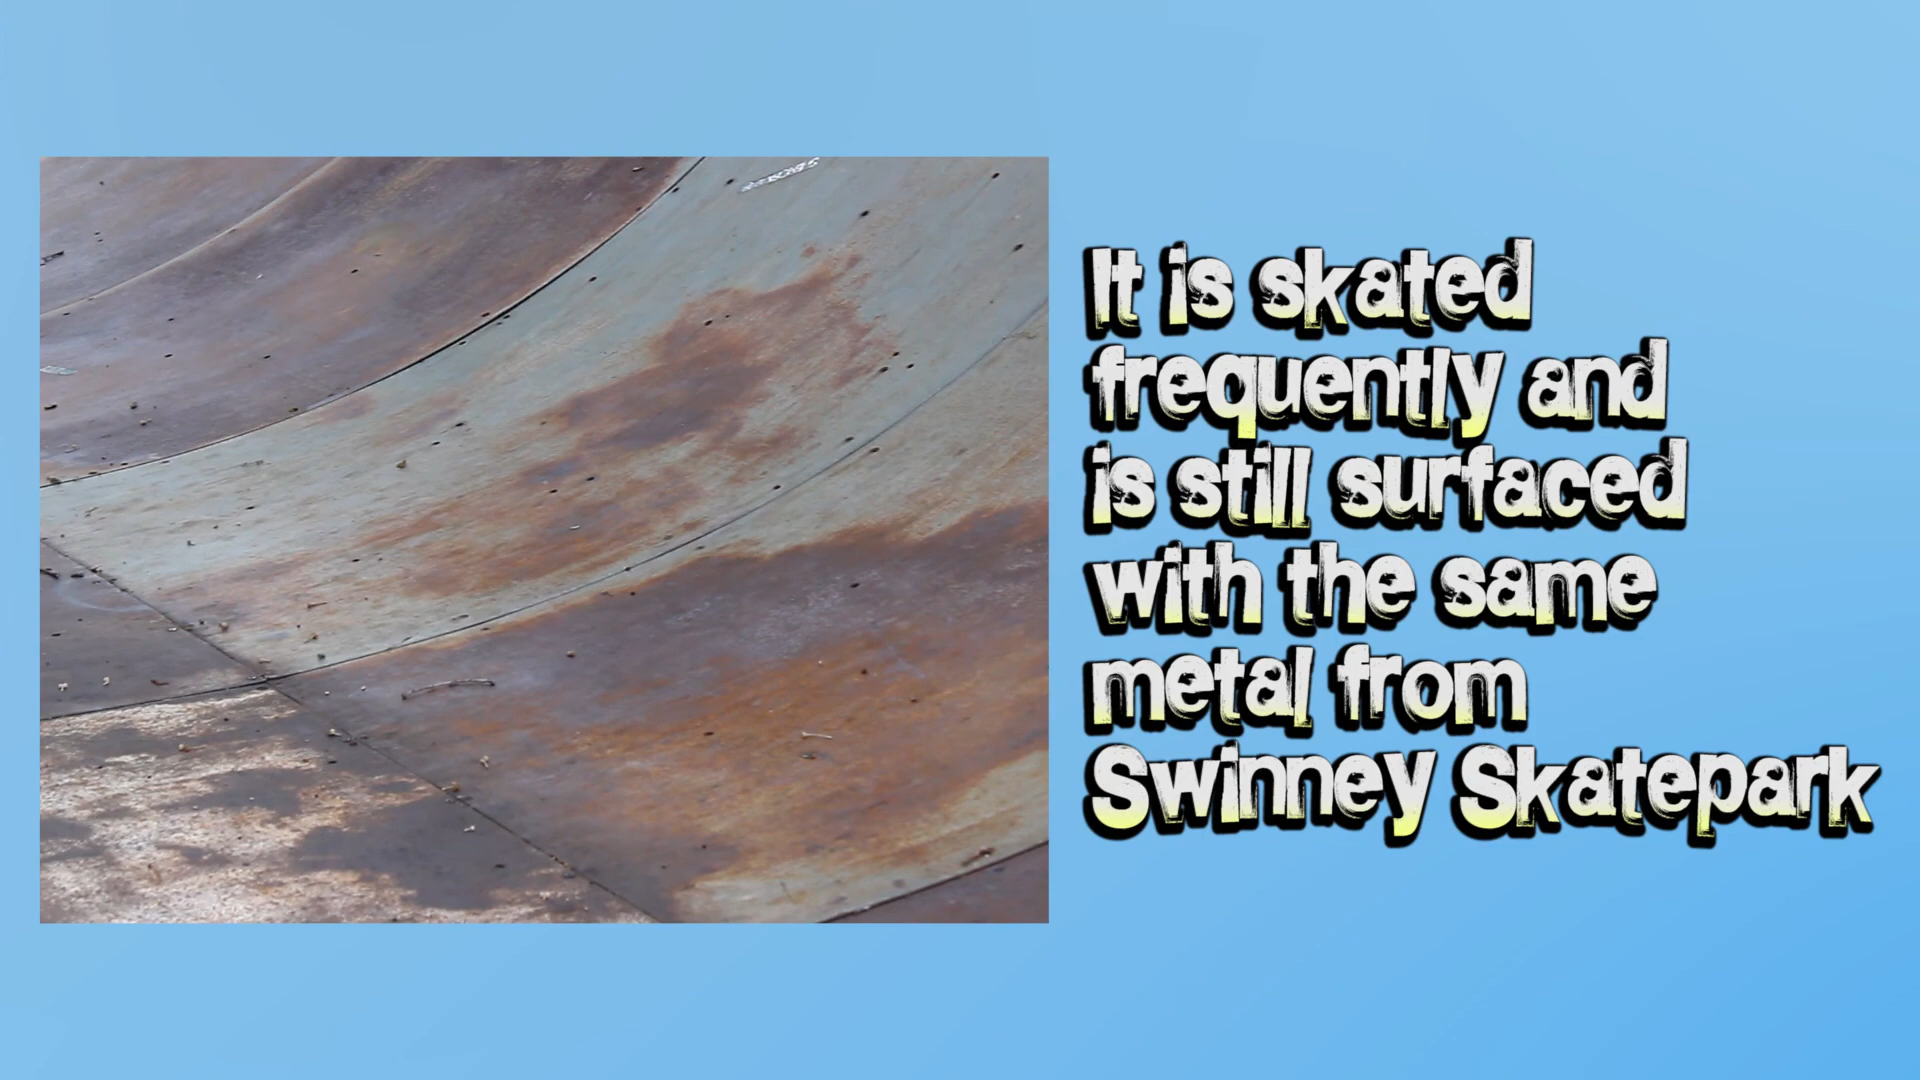 It is skated
frequently and
is still surfaced
with the same
metal from
Swinney Skatepark